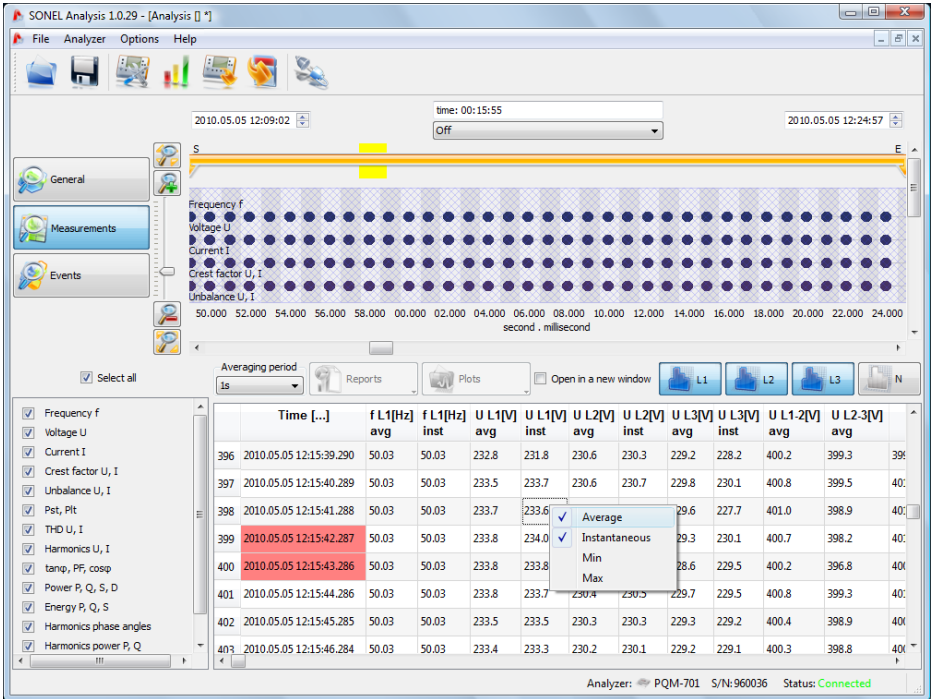 SONEL Analysis 1.0.29 - [Analysis [] *]
File Analyzer Options Help
time: 00:15:55
2010.05.05 12:09:02
Off
2010.05.05 12:24:57
S E
General
Measurements
Events
Frequency f
Voltage U
Current I
Crest factor U, I
Unbalance U, I
50.000 52.000 54.000 56.000 58.000 00.000 02.000 04.000 06.000 08.000 10.000 12.000 14.000 16.000 18.000 20.000 22.000 24.000
second . millisecond
Select all
Averaging period
1s
Reports
Plots
Open in a new window
L1
L2
L3
N
Frequency f
Voltage U
Current I
Crest factor U, I
Unbalance U, I
Pst, Plt
THD U, I
Harmonics U, I
tanφ, PF, cosφ
Power P, Q, S, D
Energy P, Q, S
Harmonics phase angles
Harmonics power P, Q
Time [...] f L1[Hz] f L1[Hz] U L1[V] U L1[V] U L2[V] U L2[V] U L3[V] U L3[V] U L1-2[V] U L2-3[V]
avg inst avg inst avg inst avg inst avg avg
396 2010.05.05 12:15:39.290 50.03 50.03 232.8 231.8 230.6 230.3 229.2 228.2 400.2 399.3
397 2010.05.05 12:15:40.289 50.03 50.03 233.5 233.7 230.6 230.7 229.8 230.1 400.8 399.5
398 2010.05.05 12:15:41.288 50.03 50.03 233.7 233.6 29.6 227.7 401.0 398.9
399 2010.05.05 12:15:42.287 50.03 50.03 233.8 234.0 29.3 230.1 400.7 398.2
400 2010.05.05 12:15:43.286 50.03 50.03 233.8 233.8 28.6 229.5 400.2 396.8
401 2010.05.05 12:15:44.286 50.03 50.03 233.8 233.7 230.4 230.5 229.7 229.5 400.8 399.3
402 2010.05.05 12:15:45.285 50.03 50.03 233.5 233.5 230.3 230.3 229.3 229.2 400.4 398.9
403 2010.05.05 12:15:46.284 50.03 50.03 233.4 233.3 230.2 230.1 229.2 229.1 400.3 398.8
Average
Instantaneous
Min
Max
Analyzer: PQM-701 S/N: 960036 Status: Connected